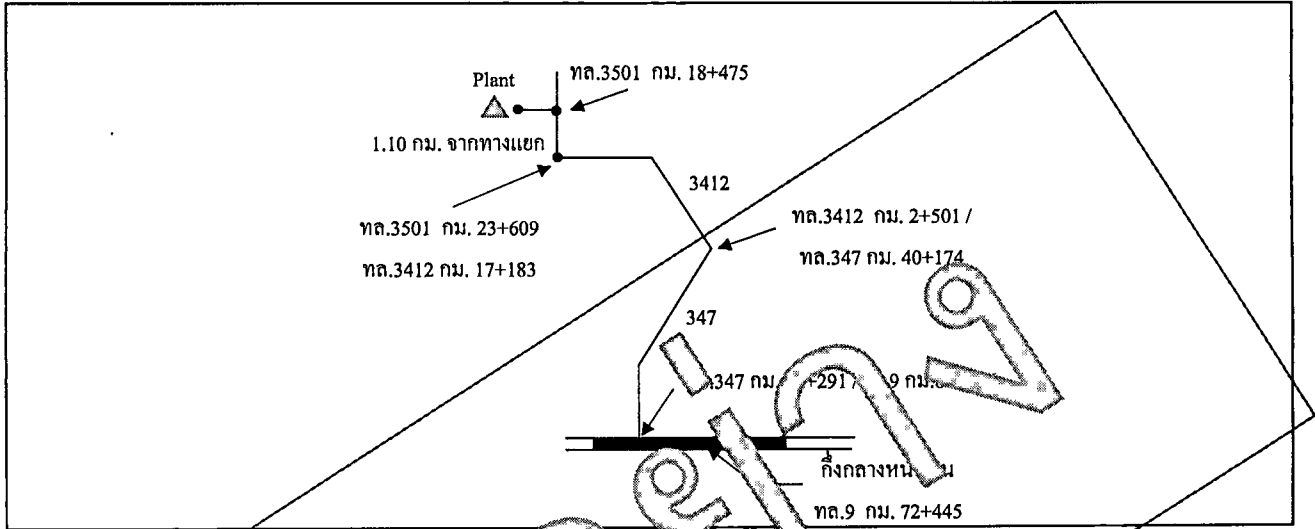 Plant
ทล.3501 กม. 18+475
1.10 กม. จากทางแยก
3412
ทล.3501 กม. 23+609
ทล.3412 กม. 17+183
ทล.3412 กม. 2+501 /
ทล.347 กม. 40+174
347
.347 กม. +291 / 9 กม.
กึ่งกลาง
ทล.9 กม. 72+445